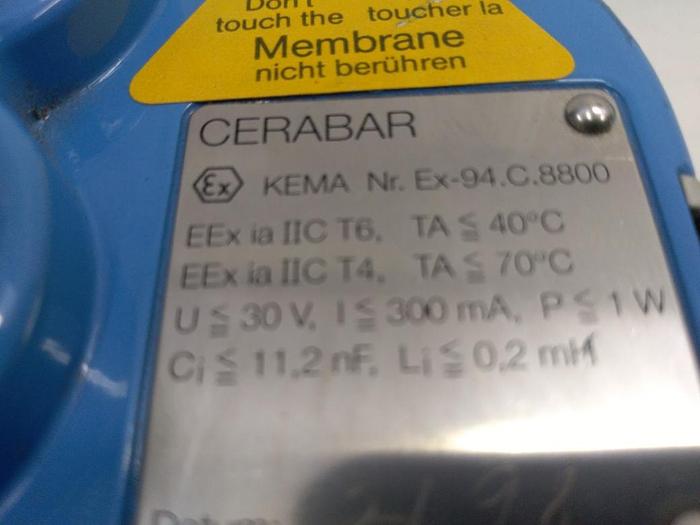 Don't
touch the toucher la
Membrane
nicht berühren
CERABAR
Ex KEMA Nr. Ex-94.C.8800
EEx ia IIC T6, TA ≦ 40°C
EEx ia IIC T4, TA ≦ 70°C
U ≦ 30 V, I ≦ 300 mA, P ≦ 1 W
Ci ≦ 11,2 nF, Li ≦ 0,2 mH